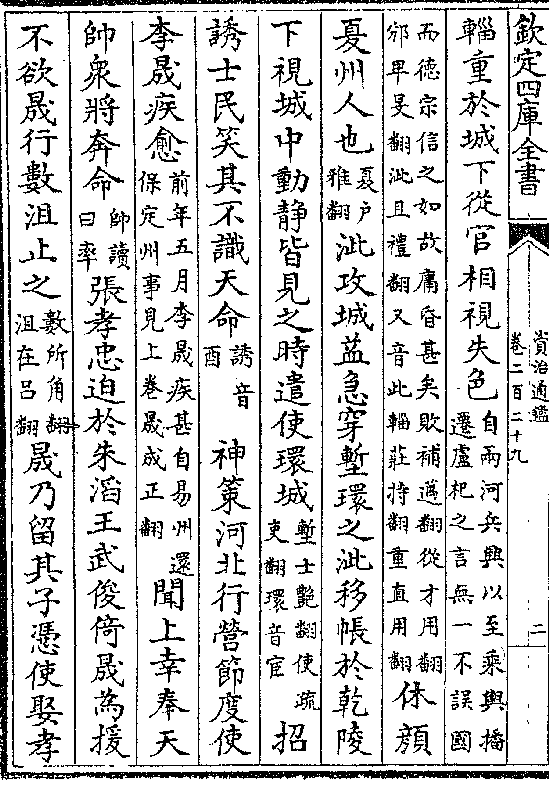 欽定四庫全書
資治通鑑
卷二百二十九
二
輜重於城下從官相視失色自兩河兵興以至乘輿播遷盧杞之言無一不誤國
而德宗信之如故庸昏甚矣敗補邁翻從才用翻邠卑旻翻泚且禮翻又音此輜莊持翻重直用翻休顔
夏州人也夏戶雅翻泚攻城益急穿塹環之泚移帳於乾陵
下視城中動靜皆見之時遣使環城塹士艶翻使疏吏翻環音宦招
誘士民笑其不識天命誘音酉神策河北行營節度使
李晟疾愈前年五月李晟疾甚自易州還保定州事見上卷晟成正翻聞上幸奉天
帥衆將奔命帥讀曰率張孝忠迫於朱滔王武俊倚晟為援
不欲晟行數沮止之數所角翻沮在吕翻晟乃留其子憑使娶孝